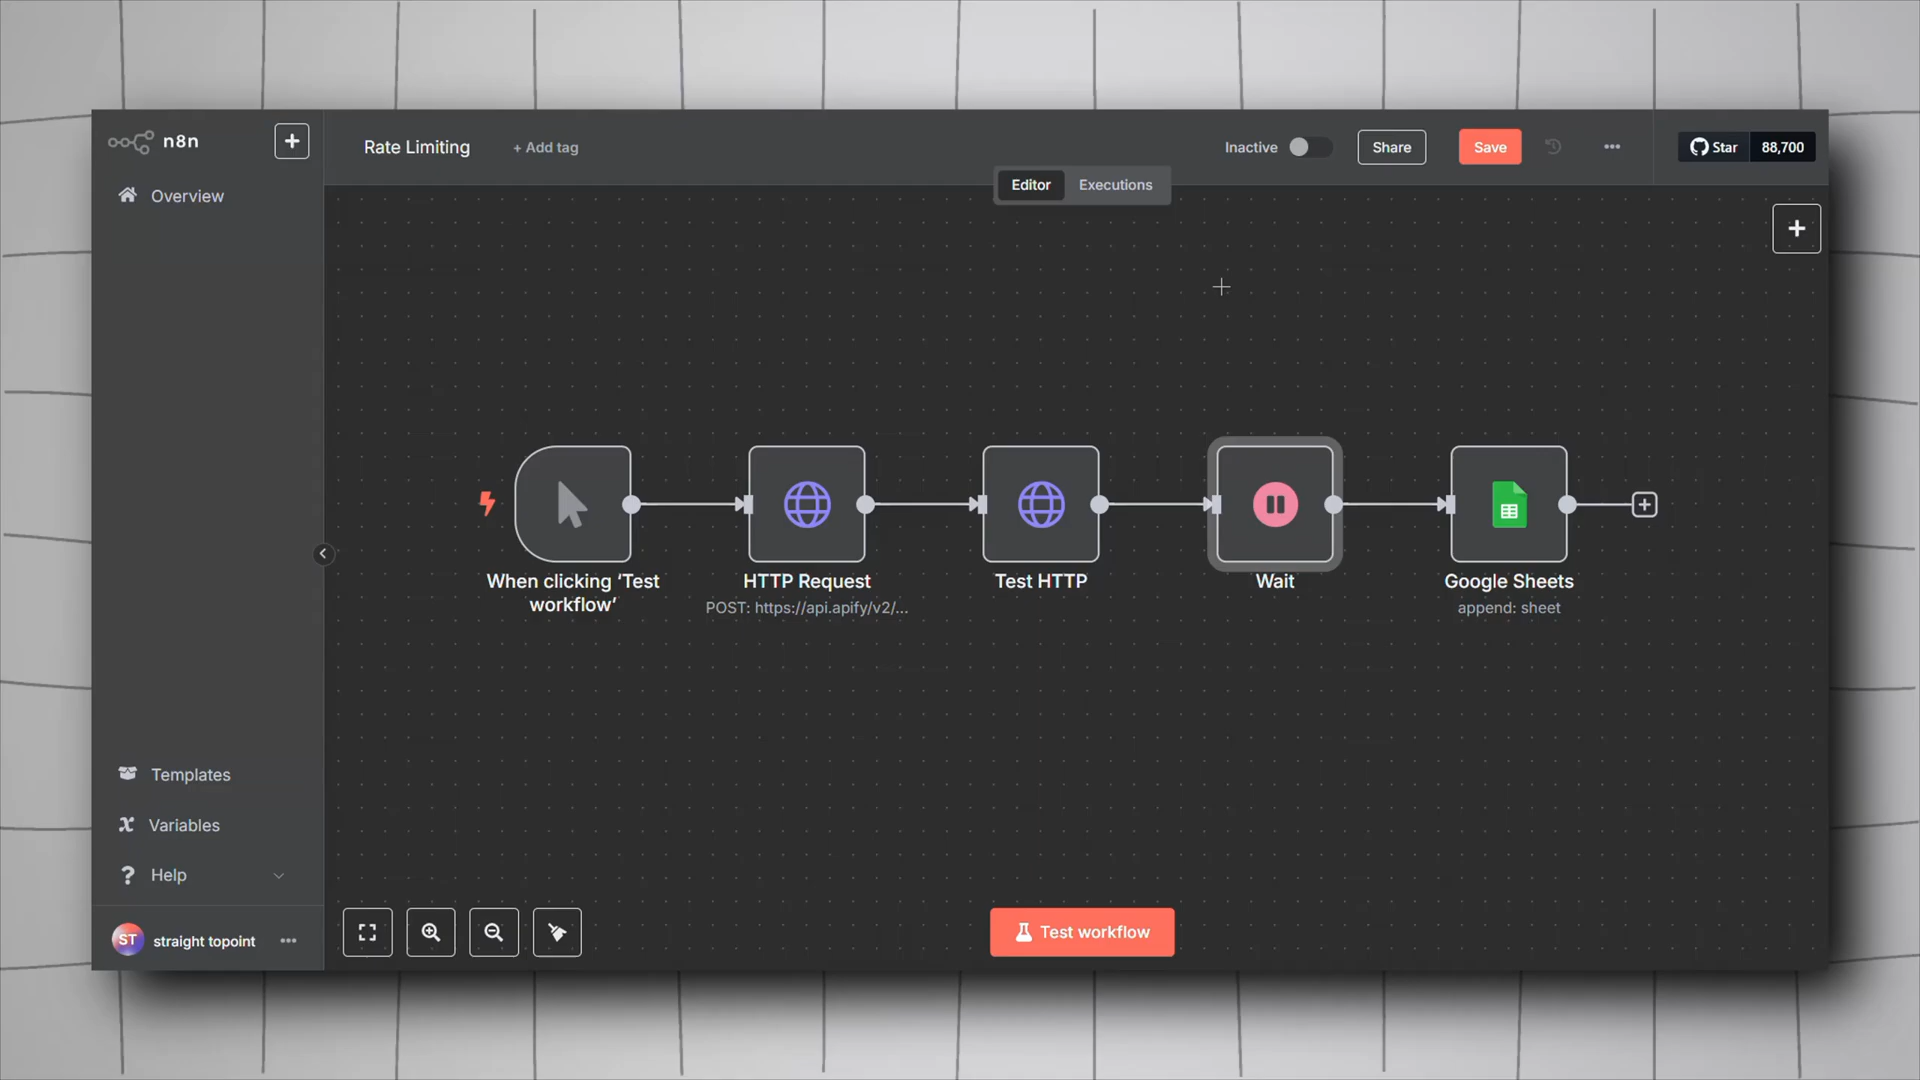 n8n
Rate Limiting
+ Add tag
Inactive
Share
Save
Star
88,700
Editor
Executions
Overview
When clicking ‘Test
workflow’
HTTP Request
POST: https://api.apify/v2/...
Test HTTP
Wait
Google Sheets
append: sheet
Templates
Variables
Help
ST
straight topoint
Test workflow